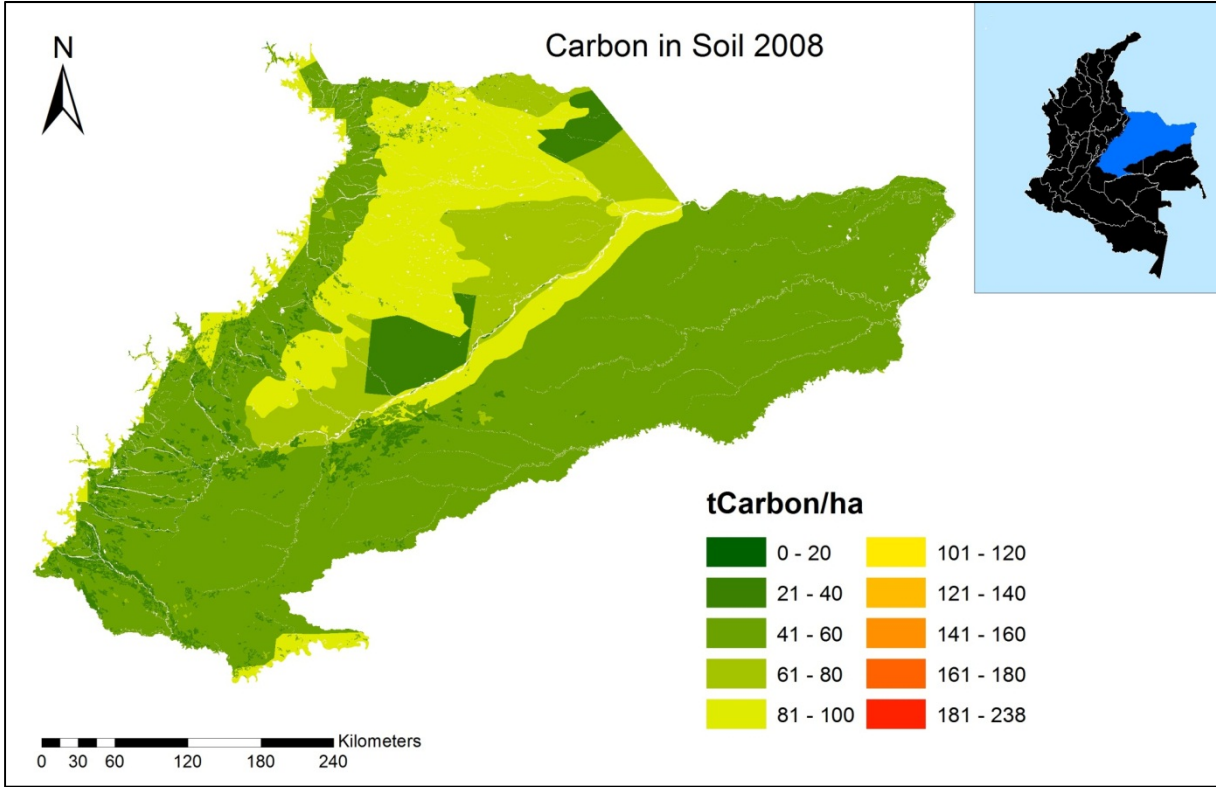 Carbon in Soil 2008
N
tCarbon/ha
0 - 20
21 - 40
41 - 60
61 - 80
81 - 100
101 - 120
121 - 140
141 - 160
161 - 180
181 - 238
Kilometers
0 30 60 120 180 240